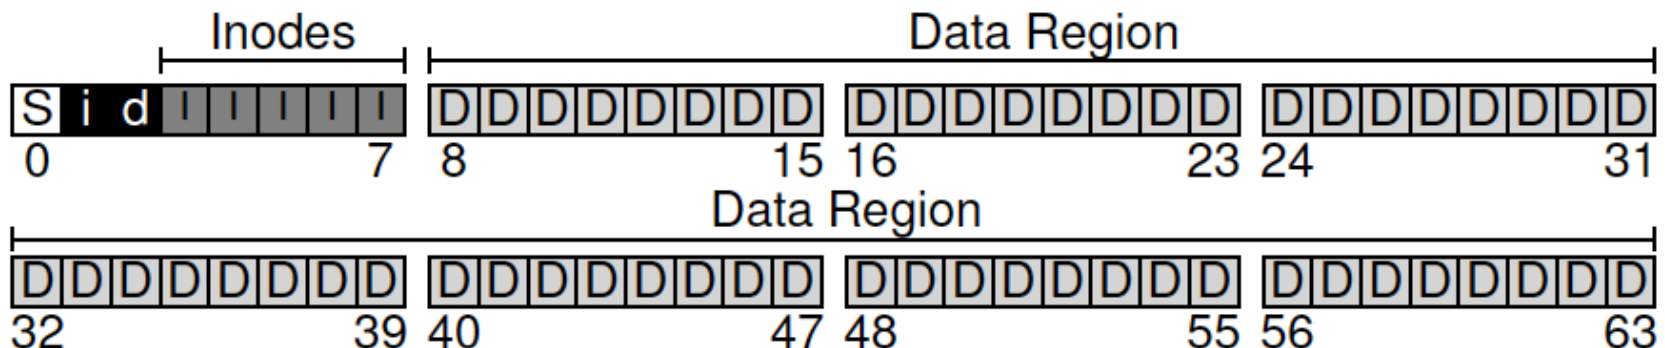 Inodes Data Region
S i d I I I I I D D D D D D D D D D D D D D D D D D D D D D D D
0 7 8 15 16 23 24 31
Data Region
D D D D D D D D D D D D D D D D D D D D D D D D D D D D D D D D
32 39 40 47 48 55 56 63